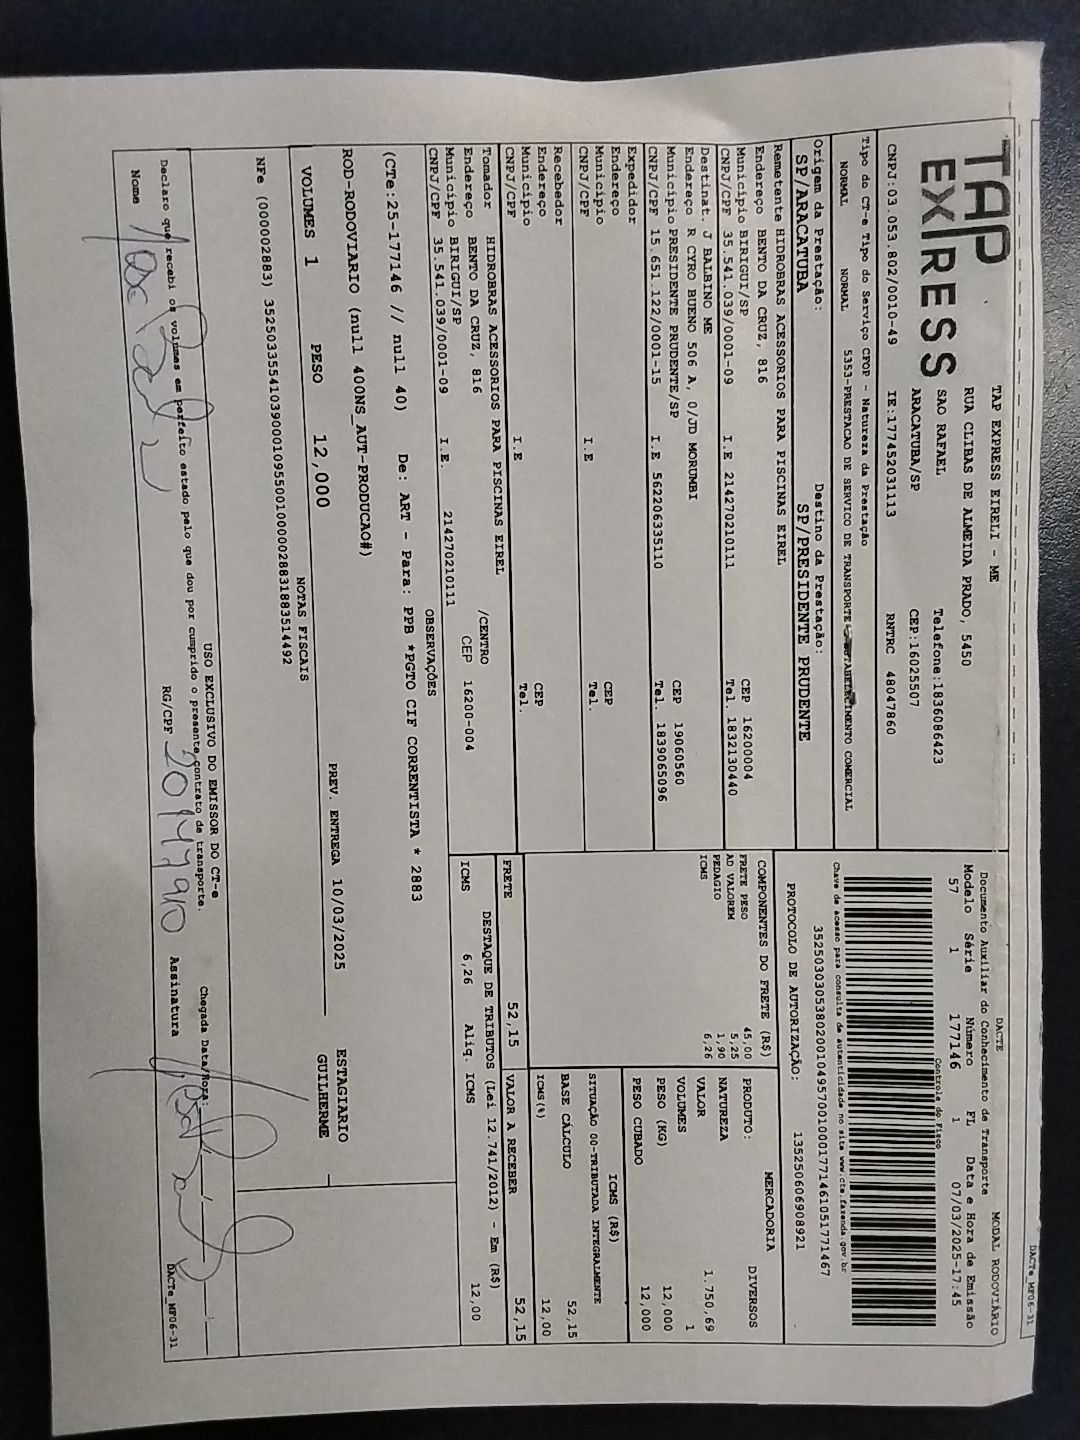 DACTe_MF06-31
TAP EXPRESS
TAP EXPRESS EIRELI - ME
RUA CLIBAS DE ALMEIDA PRADO, 5450
SAO RAFAEL Telefone:1836086423
ARACATUBA/SP CEP:16025507
CNPJ:03.053.802/0010-49 IE:177452031113 RNTRC 48047860
DACTE MODAL RODOVIÁRIO
Documento Auxiliar do Conhecimento de Transporte
Modelo Série Número FL Data e Hora de Emissão
57 1 177146 1 07/03/2025-17:45
Controle do Fisco
Tipo do CT-e Tipo do Serviço CFOP - Natureza da Prestação
NORMAL NORMAL 5353-PRESTACAO DE SERVICO DE TRANSPORTE COMERCIAL
Chave de acesso para consulta de autenticidade no site www.cte.fazenda.gov.br
35250303053802001049570010001771461051771467
Origem da Prestação: Destino da Prestação:
SP/ARACATUBA SP/PRESIDENTE PRUDENTE
PROTOCOLO DE AUTORIZAÇÃO: 135250606908921
Remetente HIDROBRAS ACESSORIOS PARA PISCINAS EIREL
Endereço BENTO DA CRUZ, 816 CEP 16200004
Município BIRIGUI/SP Tel. 1832130440
CNPJ/CPF 35.541.039/0001-09 I.E 214270210111
Destinat. J BALBINO ME
Endereço R CYRO BUENO 506 A, 0/JD MORUMBI
Município PRESIDENTE PRUDENTE/SP CEP 19060560
CNPJ/CPF 15.651.122/0001-15 I.E 562206335110 Tel. 1839065096
Expedidor
Endereço
Município CEP
CNPJ/CPF I.E Tel.
Recebedor
Endereço
Município CEP
CNPJ/CPF I.E Tel.
Tomador HIDROBRAS ACESSORIOS PARA PISCINAS EIREL
Endereço BENTO DA CRUZ, 816 /CENTRO
Município BIRIGUI/SP CEP 16200-004
CNPJ/CPF 35.541.039/0001-09 I.E. 214270210111
COMPONENTES DO FRETE (R$)
FRETE PESO 45,00
AD VALOREM 5,25
PEDAGIO 1,90
ICMS 6,26
MERCADORIA
PRODUTO: DIVERSOS
NATUREZA
VALOR 1.750,69
VOLUMES 1
PESO (KG) 12,000
PESO CUBADO 12,000
ICMS (R$)
SITUAÇÃO 00-TRIBUTADA INTEGRALMENTE
BASE CÁLCULO 52,15
ICMS(%) 12,00
FRETE 52,15 VALOR A RECEBER 52,15
DESTAQUE DE TRIBUTOS (Lei 12.741/2012) - Em (R$)
ICMS 6,26 Aliq. ICMS 12,00
OBSERVAÇÕES
(CTe:25-177146 // null 40) De: ART - Para: PPB *PGTO CIF CORRENTISTA * 2883
ROD-RODOVIARIO (null 400NS_AUT-PRODUCAO#)
VOLUMES 1 PESO 12,000 PREV. ENTREGA 10/03/2025 ESTAGIARIO
GUILHERME
NOTAS FISCAIS
NFe (000002883) 35250335541039000109550010000028831883514492
USO EXCLUSIVO DO EMISSOR DO CT-e
Declaro que recebi os volumes em perfeito estado pelo que dou por cumprido o presente contrato de transporte. Chegada Data/Hora:
Nome RG/CPF Assinatura
DACTe_MF06-31